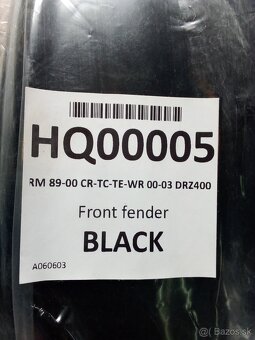 HQ00005
RM 89-00 CR-TC-TE-WR 00-03 DRZ400
Front fender
BLACK
A060603
Bazos.sk